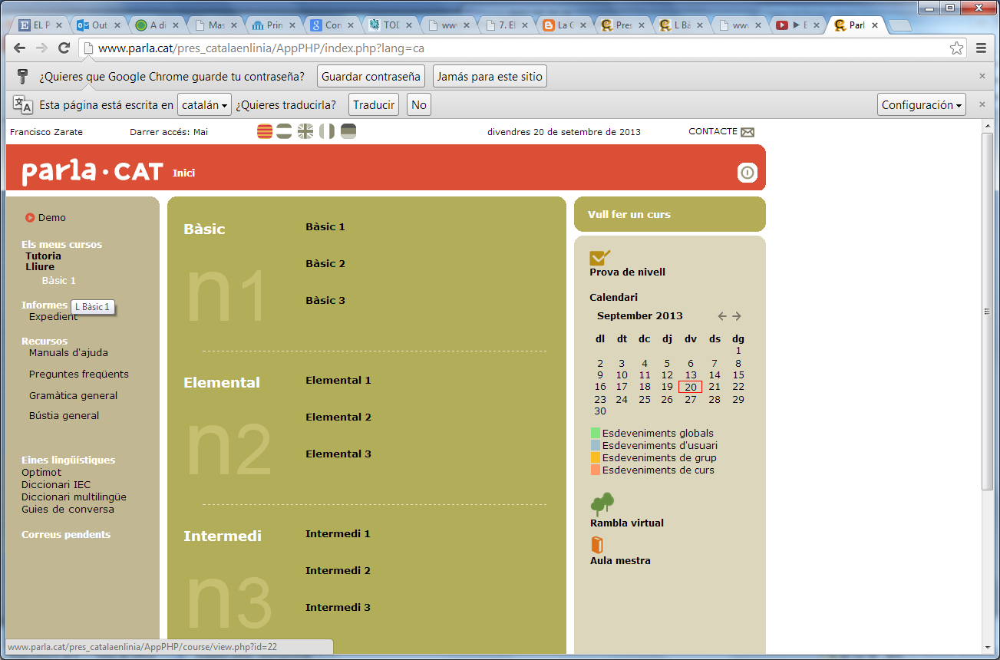 EL P
Out
A di
Mas
Prin
Con
TOD
ww
7. El
La G
Pres
L Bà
ww
Parl
www.parla.cat/pres_catalaenlinia/AppPHP/index.php?lang=ca
¿Quieres que Google Chrome guarde tu contraseña? Guardar contraseña Jamás para este sitio
Esta página está escrita en catalán ¿Quieres traducirla? Traducir No Configuración
Francisco Zarate Darrer accés: Mai divendres 20 de setembre de 2013 CONTACTE
parla·CAT Inici
Demo
Els meus cursos
Tutoria
Lliure
Bàsic 1
L Bàsic 1
Informes
Expedient
Recursos
Manuals d'ajuda
Preguntes freqüents
Gramàtica general
Bústia general
Eines lingüístiques
Optimot
Diccionari IEC
Diccionari multilingüe
Guies de conversa
Correus pendents
Bàsic
n1
Bàsic 1
Bàsic 2
Bàsic 3
Elemental
n2
Elemental 1
Elemental 2
Elemental 3
Intermedi
n3
Intermedi 1
Intermedi 2
Intermedi 3
Vull fer un curs
Prova de nivell
Calendari
September 2013
dl dt dc dj dv ds dg
1
2 3 4 5 6 7 8
9 10 11 12 13 14 15
16 17 18 19 20 21 22
23 24 25 26 27 28 29
30
Esdeveniments globals
Esdeveniments d'usuari
Esdeveniments de grup
Esdeveniments de curs
Rambla virtual
Aula mestra
www.parla.cat/pres_catalaenlinia/AppPHP/course/view.php?id=22